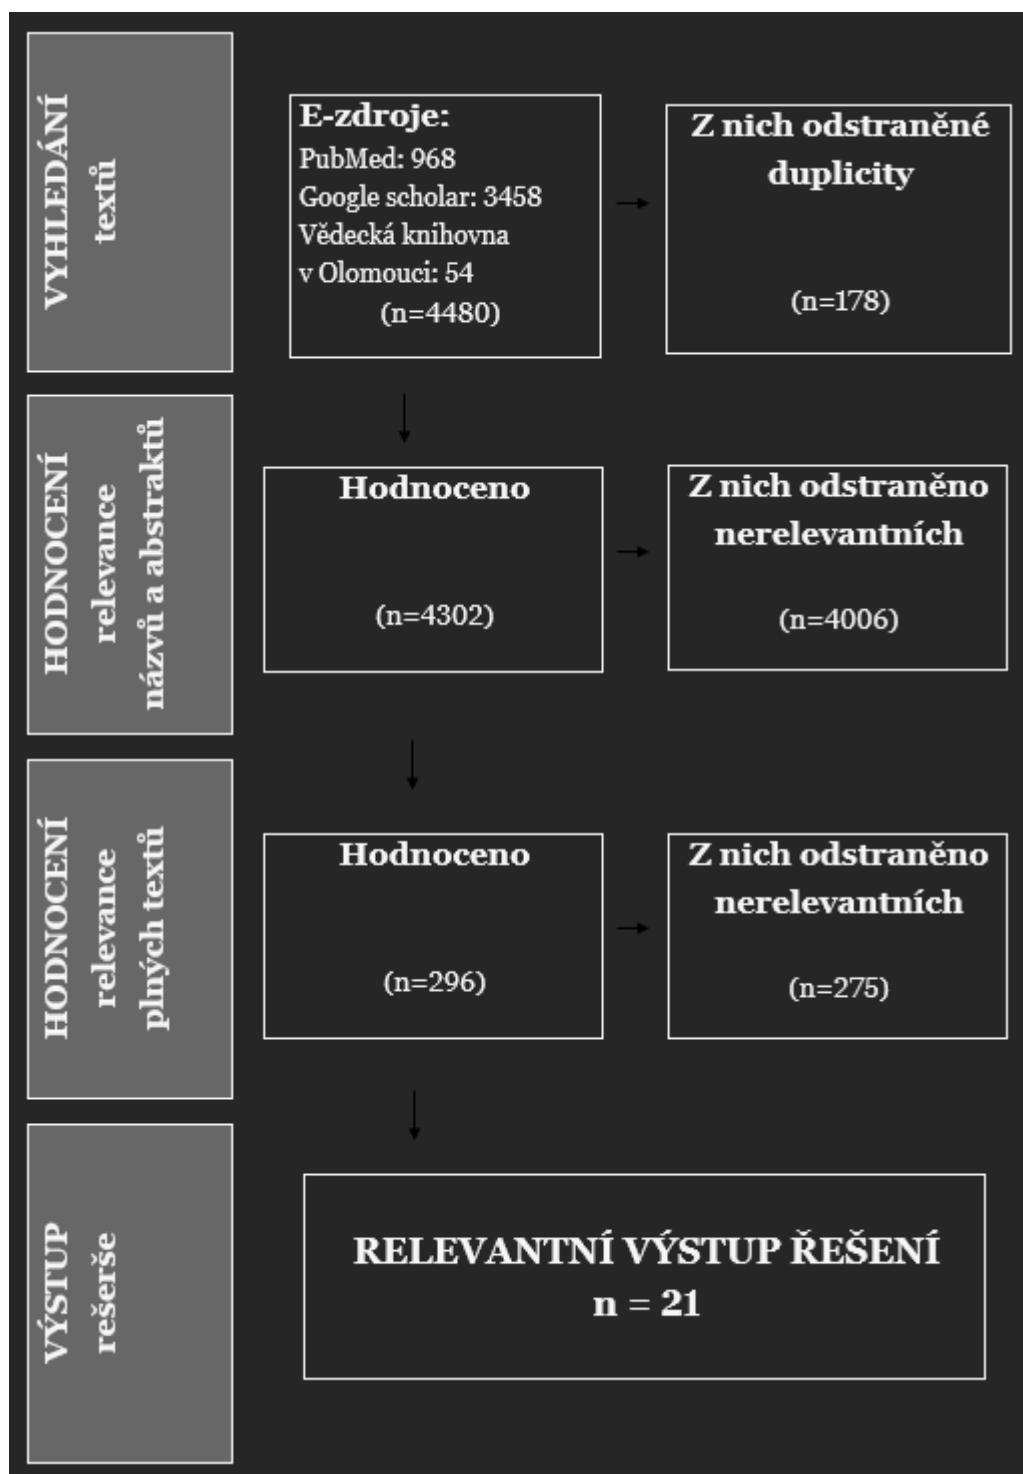 VYHLEDÁNÍ
textů
E-zdroje:
PubMed: 968
Google scholar: 3458
Vědecká knihovna
v Olomouci: 54
(n=4480)
Z nich odstraněné
duplicity
(n=178)
HODNOCENÍ
relevance
názvů a abstraktů
Hodnoceno
(n=4302)
Z nich odstraněno
nerelevantních
(n=4006)
HODNOCENÍ
relevance
plných textů
Hodnoceno
(n=296)
Z nich odstraněno
nerelevantních
(n=275)
VÝSTUP
rešerše
RELEVANTNÍ VÝSTUP ŘEŠENÍ
n = 21